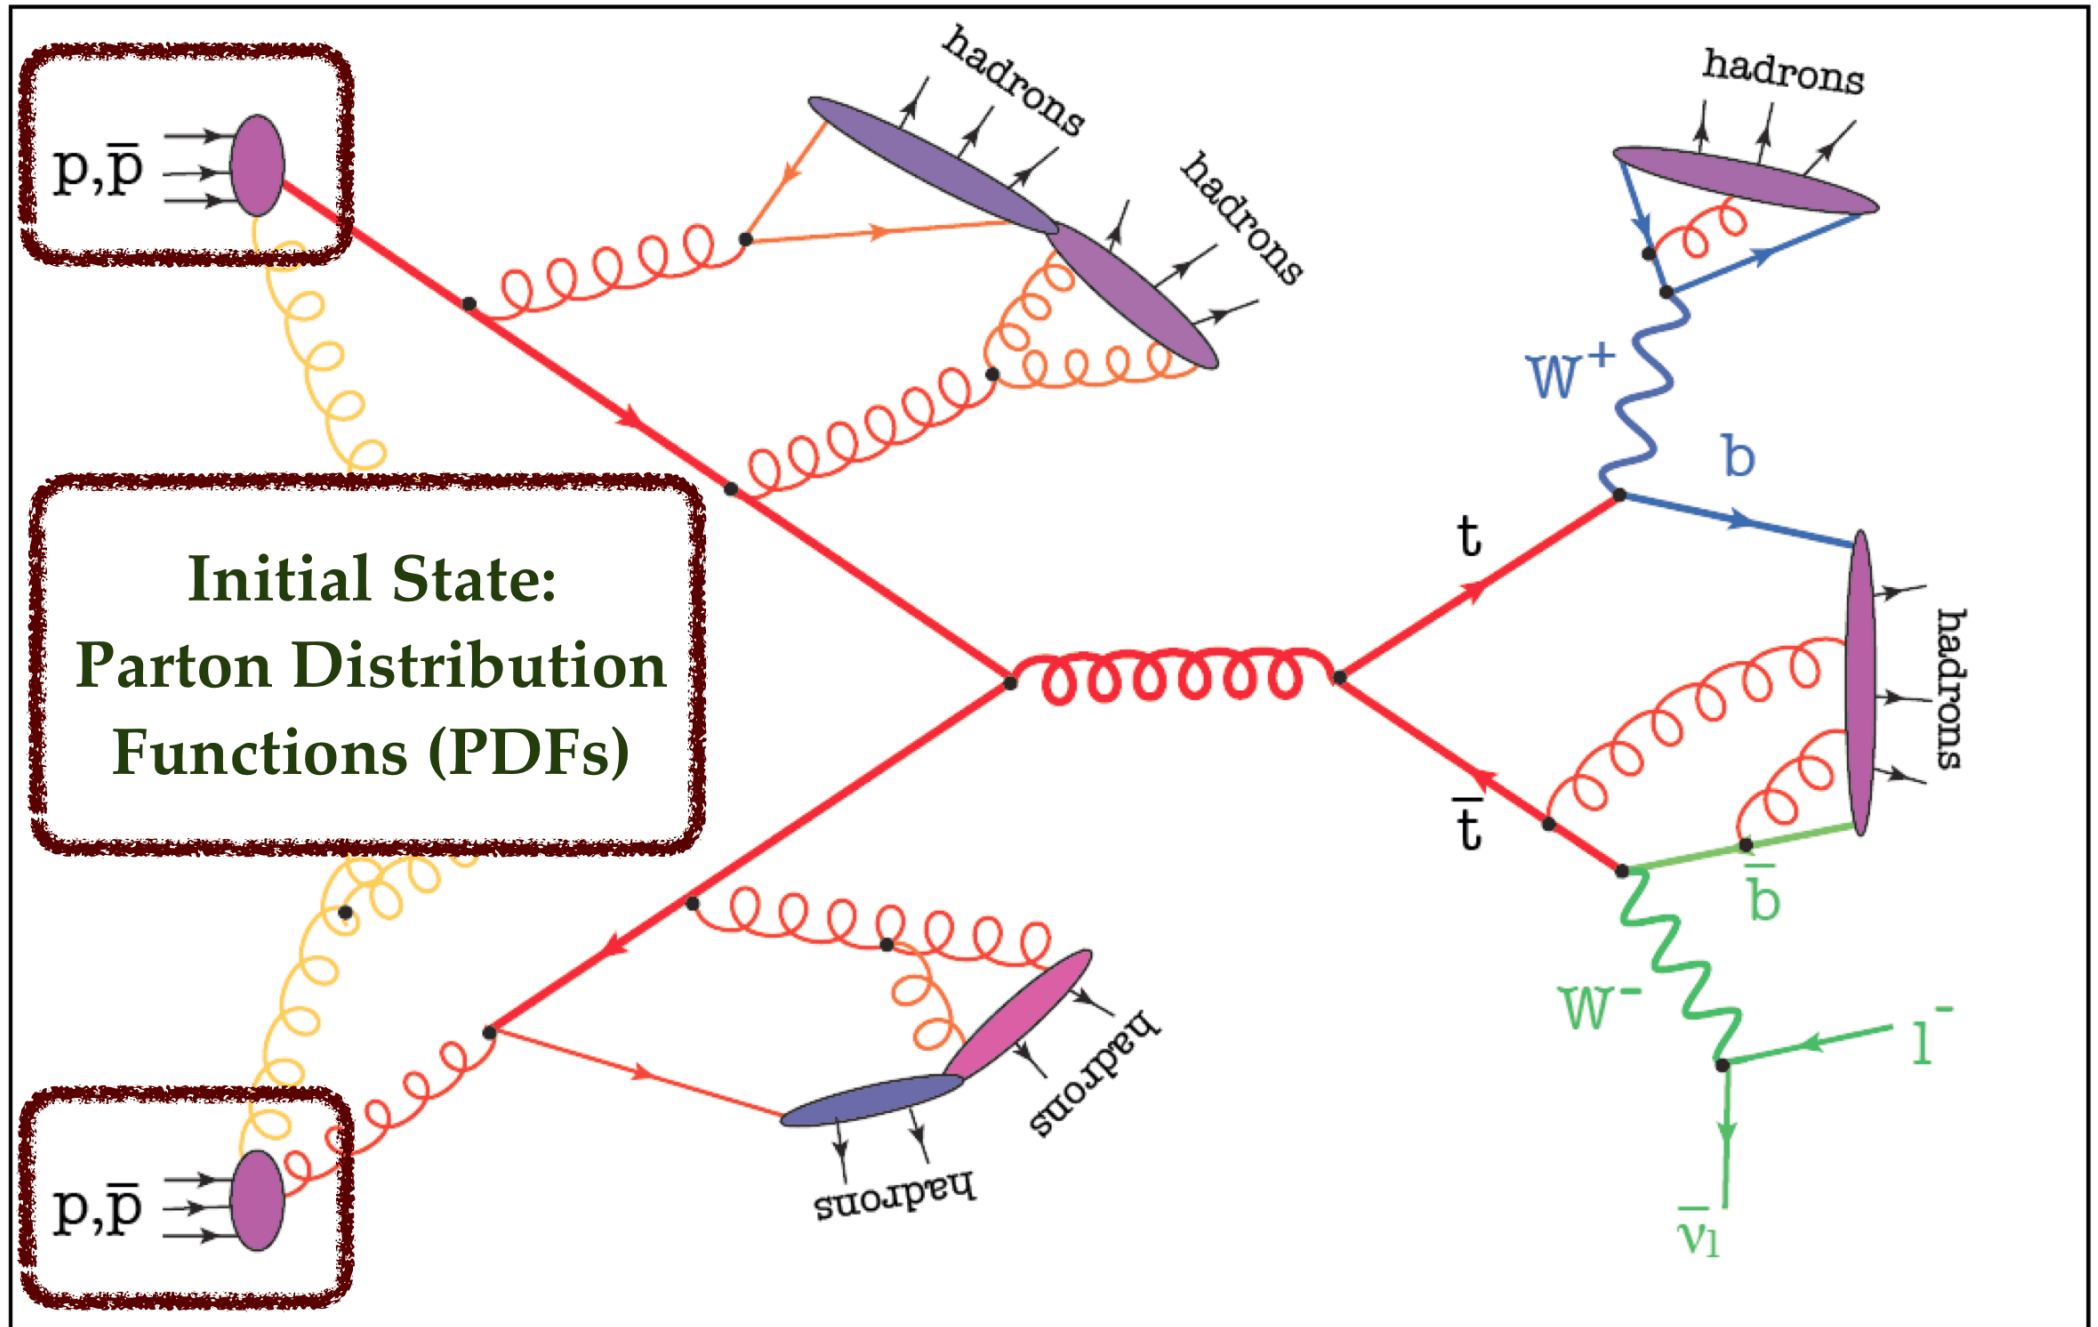 p,p̄
hadrons
hadrons
hadrons
W⁺
b
t
Initial State:
Parton Distribution
Functions (PDFs)
hadrons
t̄
b̄
W⁻
l⁻
hadrons
hadrons
p,p̄
ν̄ₗ